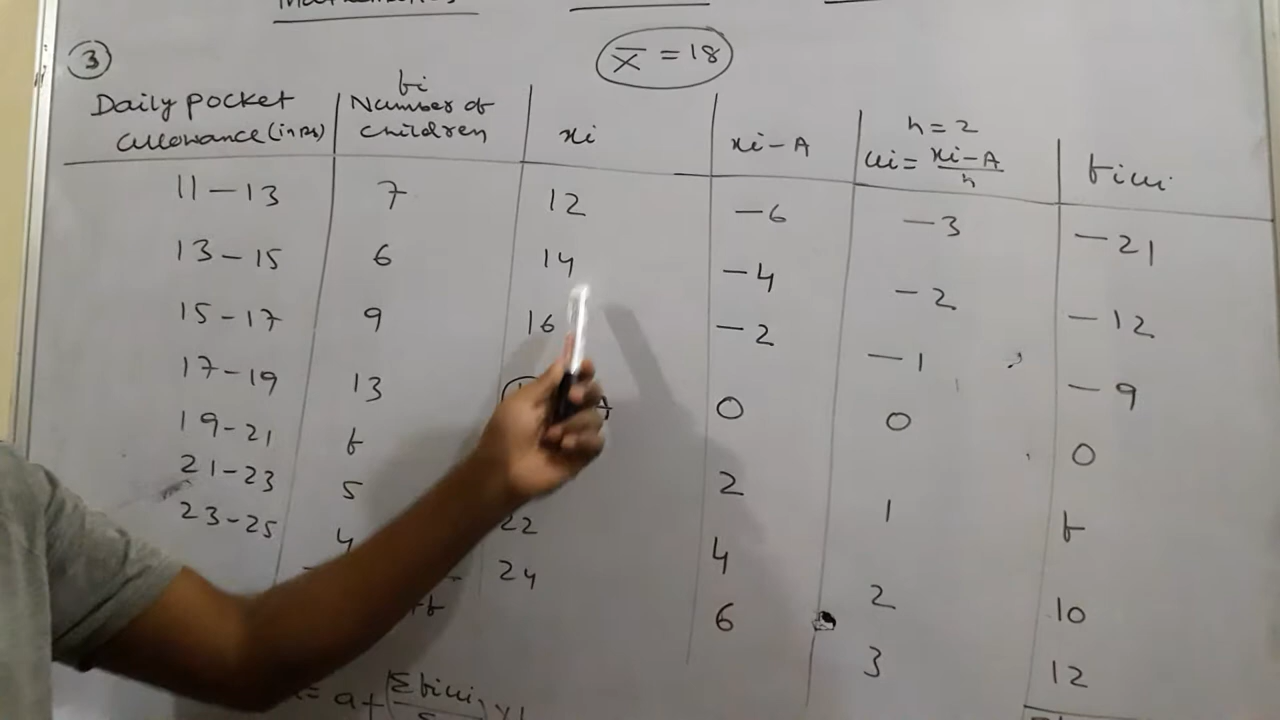 ③
x̄ = 18
Daily pocket allowance (in Rs) | fi Number of children | xi | xi – A | h = 2 ui = xi – A / h | fiui
11 – 13 | 7 | 12 | – 6 | – 3 | – 21
13 – 15 | 6 | 14 | – 4 | – 2 | – 12
15 – 17 | 9 | 16 | – 2 | – 1 | – 9
17 – 19 | 13 | A | 0 | 0 | 0
19 – 21 | f | 2 | 1 | f
21 – 23 | 5 | 22 | 4 | 2 | 10
23 – 25 | 4 | 24 | 6 | 3 | 12
= a + ( Σ fiui